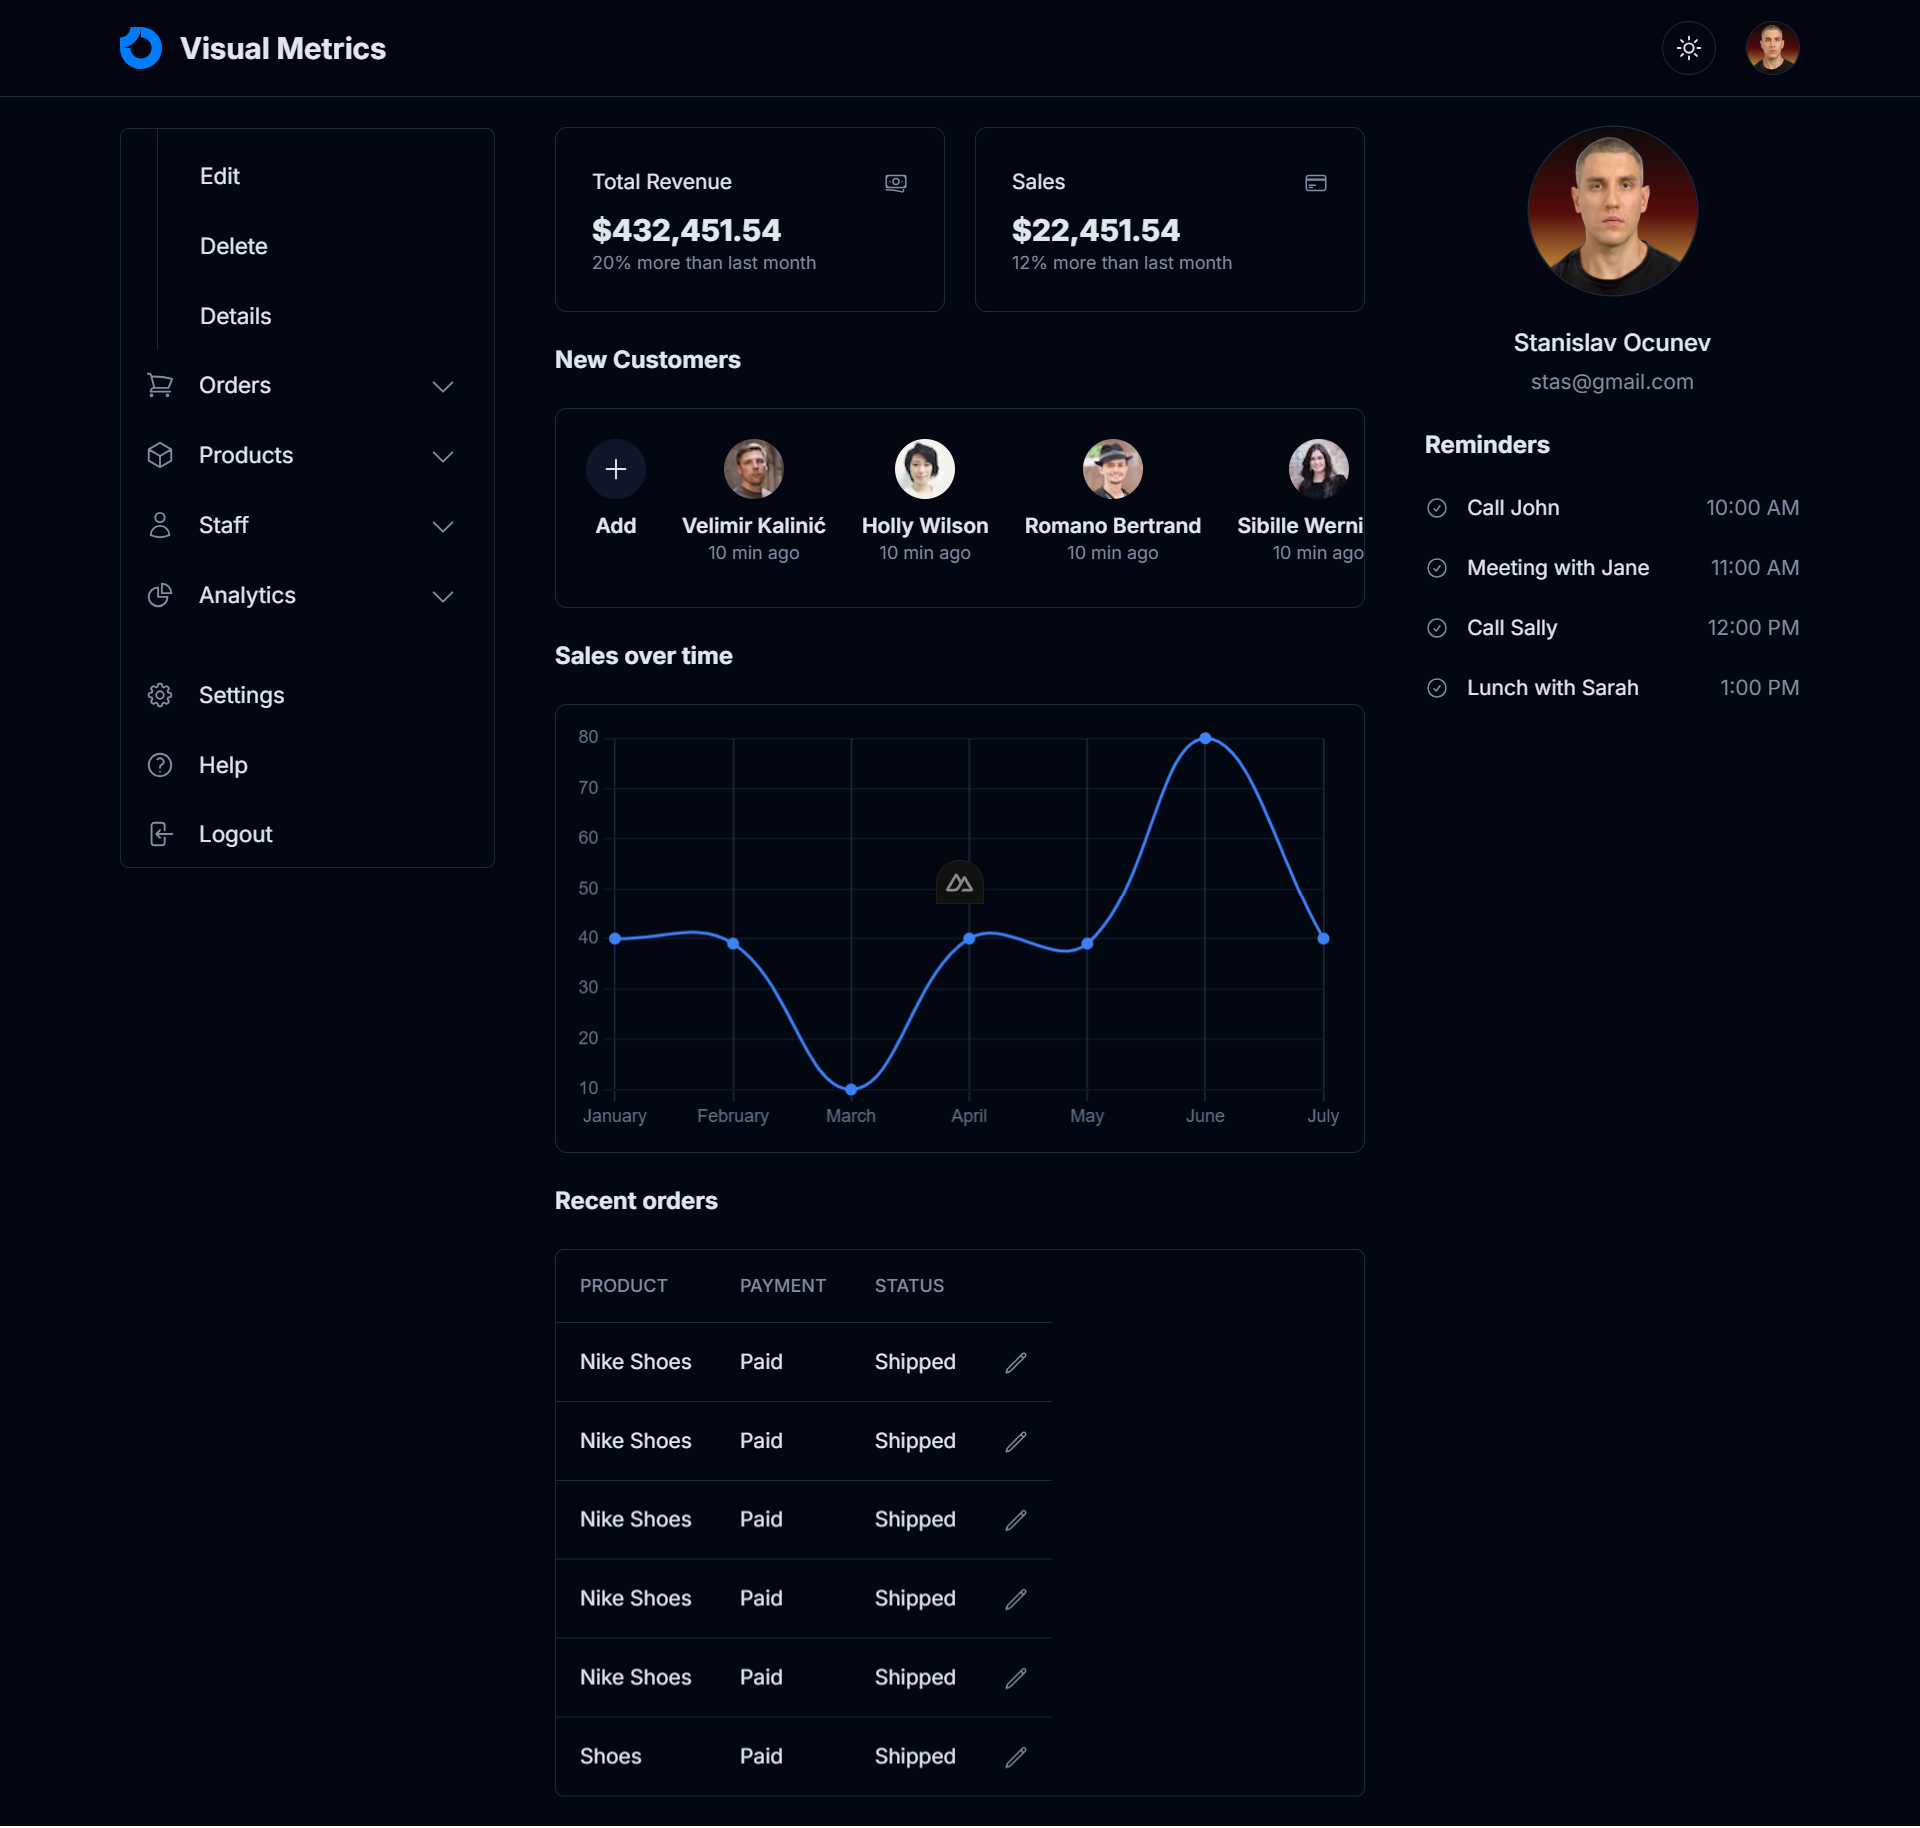 Visual Metrics
Edit
Delete
Details
Orders
Products
Staff
Analytics
Settings
Help
Logout
Total Revenue
$432,451.54
20% more than last month
Sales
$22,451.54
12% more than last month
New Customers
Add
Velimir Kalinić
10 min ago
Holly Wilson
10 min ago
Romano Bertrand
10 min ago
Sibille Werni
10 min ago
Sales over time
80
70
60
50
40
30
20
10
January February March April May June July
Recent orders
PRODUCT PAYMENT STATUS
Nike Shoes Paid Shipped
Nike Shoes Paid Shipped
Nike Shoes Paid Shipped
Nike Shoes Paid Shipped
Nike Shoes Paid Shipped
Shoes Paid Shipped
Stanislav Ocunev
stas@gmail.com
Reminders
Call John 10:00 AM
Meeting with Jane 11:00 AM
Call Sally 12:00 PM
Lunch with Sarah 1:00 PM